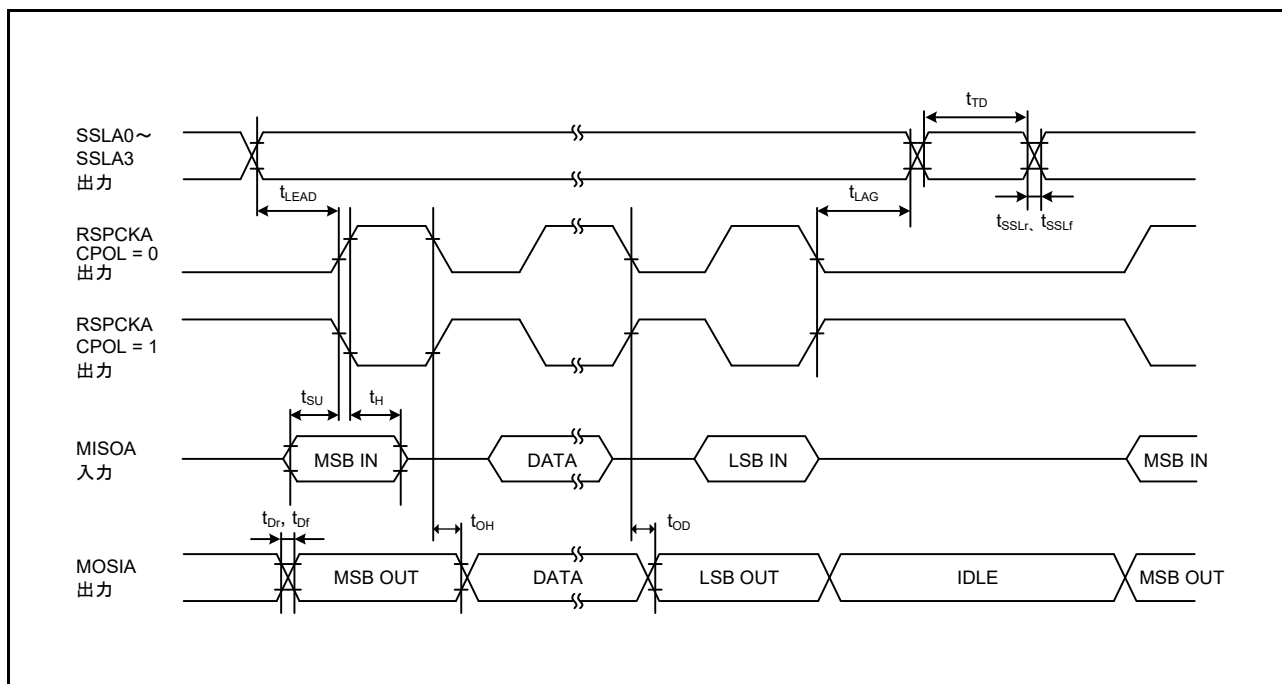 SSLA0～
SSLA3
出力
tTD
tLEAD
tLAG
tSSLr、tSSLf
RSPCKA
CPOL = 0
出力
RSPCKA
CPOL = 1
出力
tSU
tH
MISOA
入力
MSB IN
DATA
LSB IN
MSB IN
tDr, tDf
tOH
tOD
MOSIA
出力
MSB OUT
DATA
LSB OUT
IDLE
MSB OUT